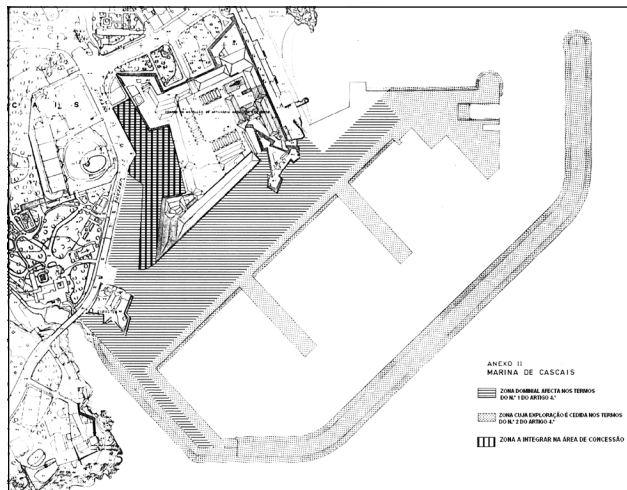 C A I S
ANEXO II
MARINA DE CASCAIS
ZONA DOMINIAL AFECTA NOS TERMOS
DO N.º 1 DO ARTIGO 4.º
ZONA CUJA EXPLORAÇÃO É CEDIDA NOS TERMOS
DO N.º 2 DO ARTIGO 4.º
ZONA A INTEGRAR NA ÁREA DE CONCESSÃO